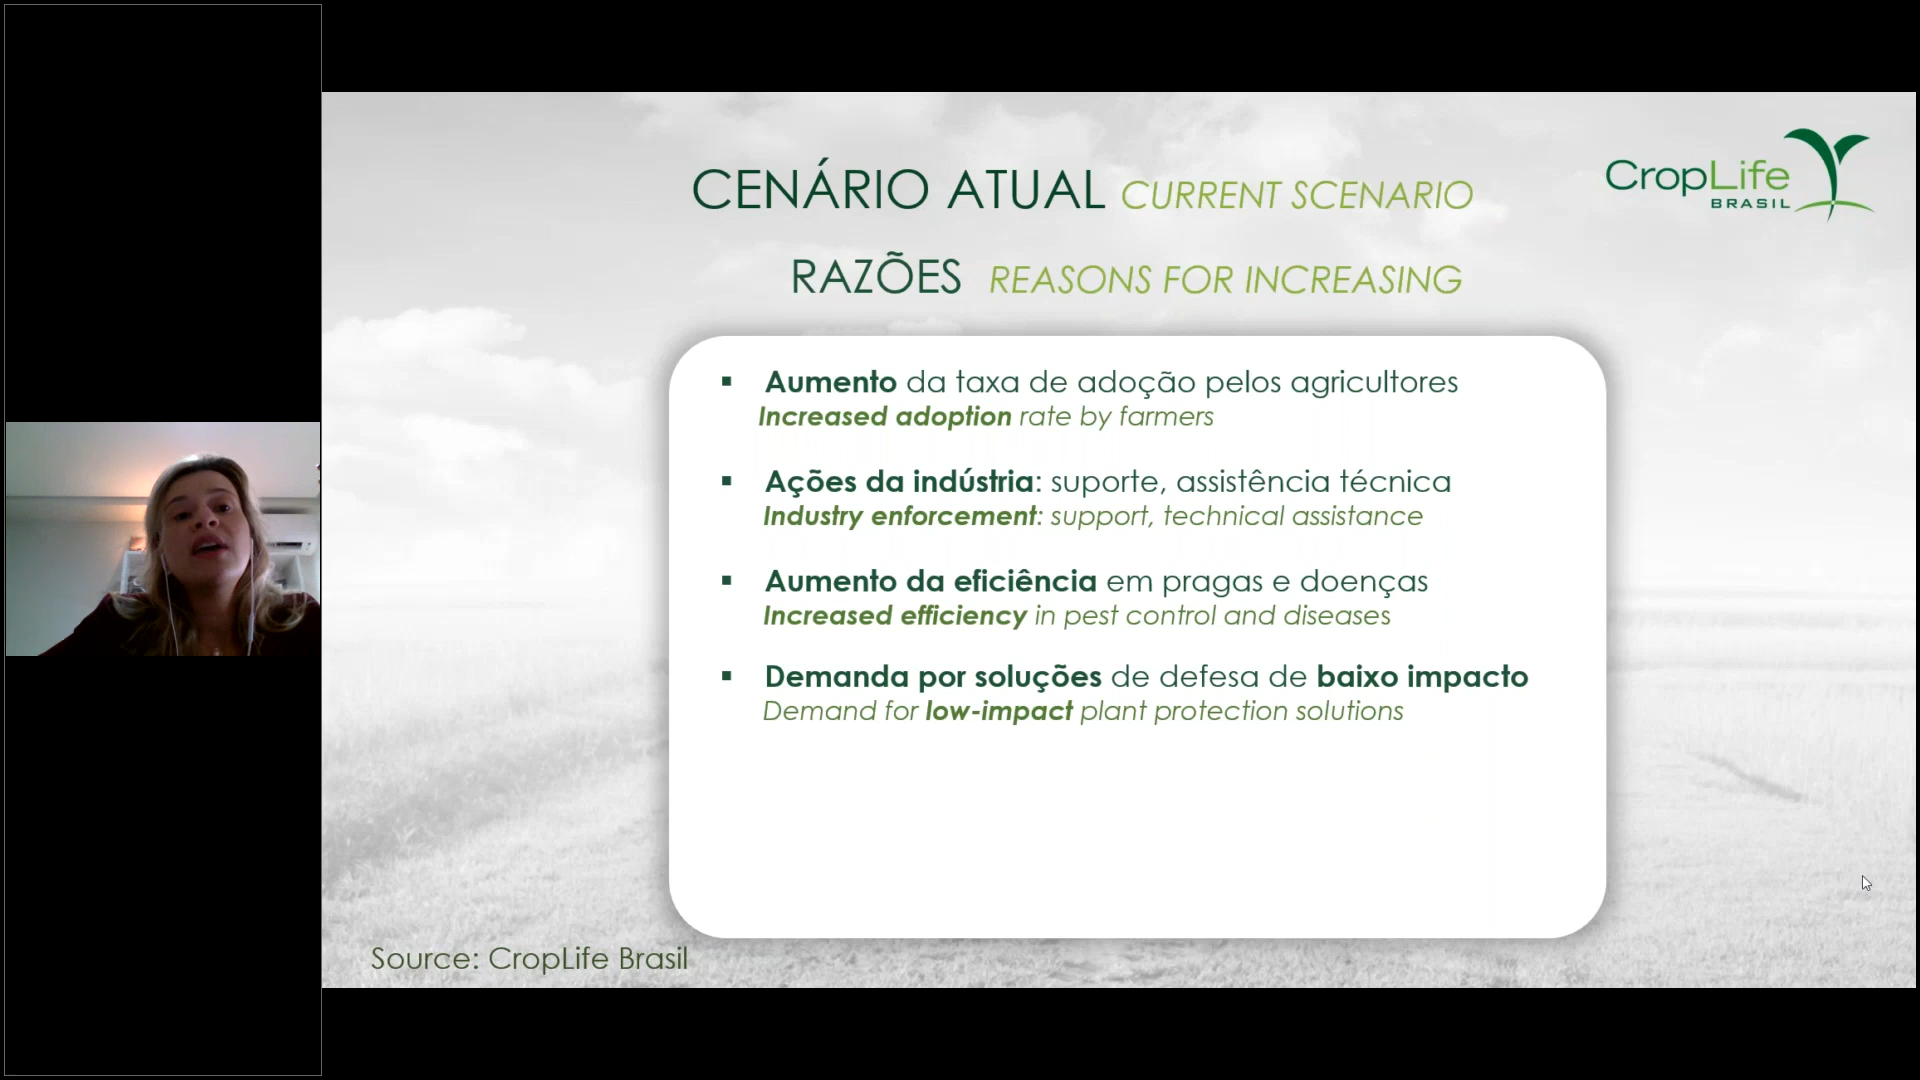 CropLife
BRASIL
CENÁRIO ATUAL CURRENT SCENARIO
RAZÕES REASONS FOR INCREASING
▪ Aumento da taxa de adoção pelos agricultores
Increased adoption rate by farmers
▪ Ações da indústria: suporte, assistência técnica
Industry enforcement: support, technical assistance
▪ Aumento da eficiência em pragas e doenças
Increased efficiency in pest control and diseases
▪ Demanda por soluções de defesa de baixo impacto
Demand for low-impact plant protection solutions
Source: CropLife Brasil